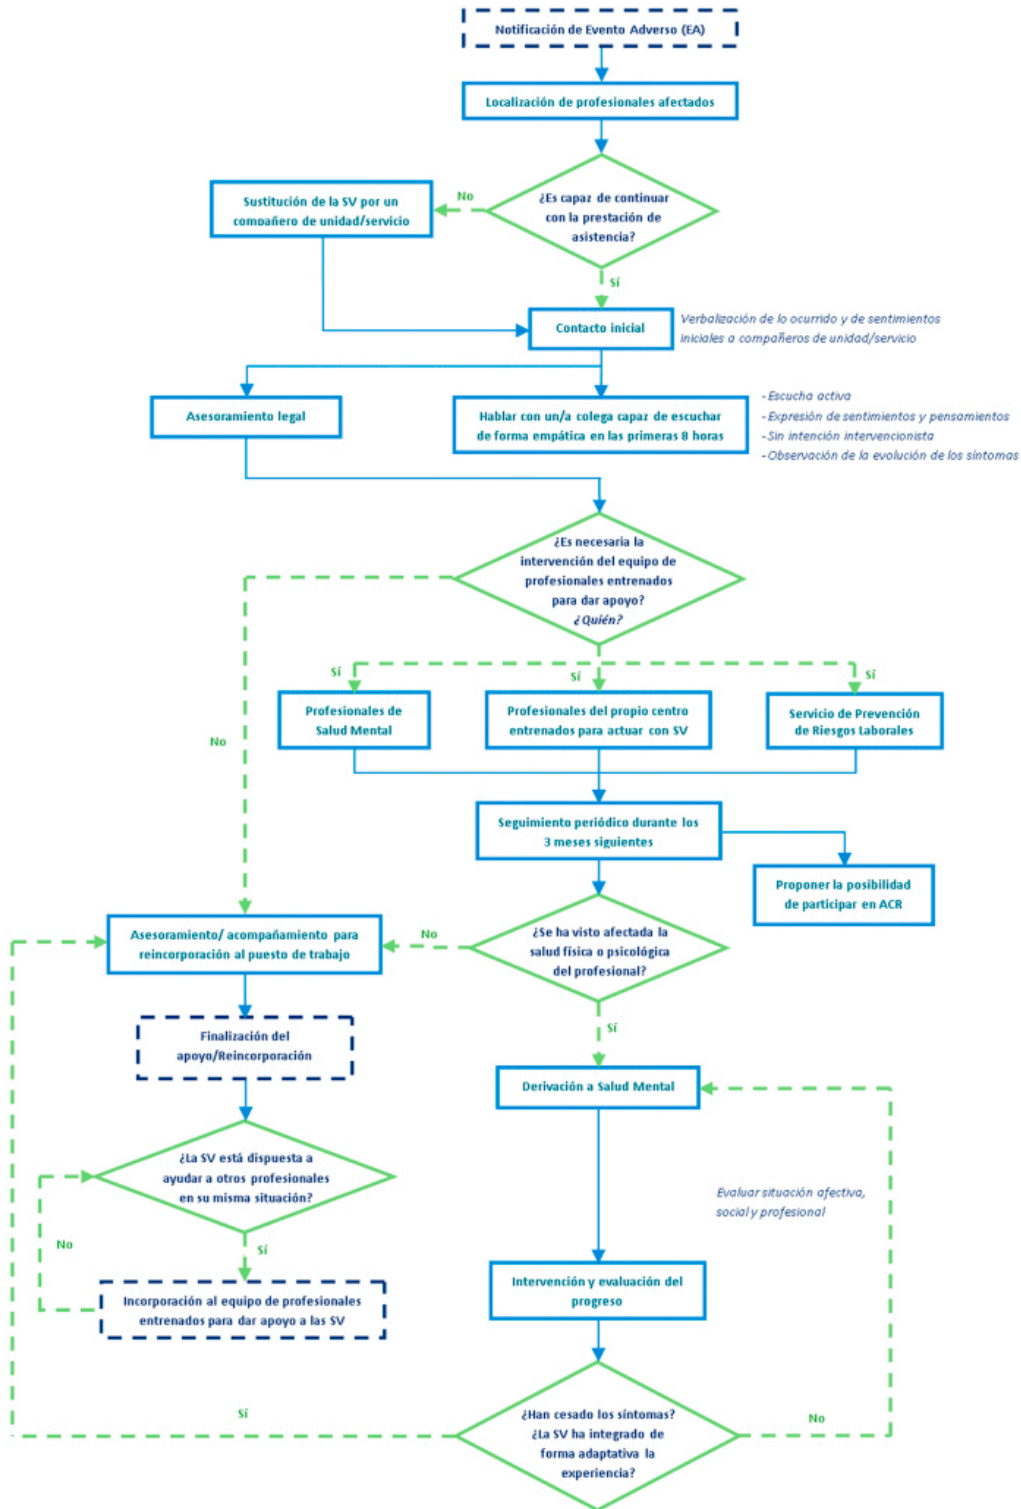 Notificación de Evento Adverso (EA)
Localización de profesionales afectados
¿Es capaz de continuar
con la prestación de
asistencia?
No
Sustitución de la SV por un
compañero de unidad/servicio
Sí
Contacto inicial
Verbalización de lo ocurrido y de sentimientos
iniciales a compañeros de unidad/servicio
Asesoramiento legal
Hablar con un/a colega capaz de escuchar
de forma empática en las primeras 8 horas
- Escucha activa
- Expresión de sentimientos y pensamientos
- Sin intención intervencionista
- Observación de la evolución de los síntomas
¿Es necesaria la
intervención del equipo de
profesionales entrenados
para dar apoyo?
¿Quién?
Sí
Sí
Sí
No
Profesionales de
Salud Mental
Profesionales del propio centro
entrenados para actuar con SV
Servicio de Prevención
de Riesgos Laborales
Seguimiento periódico durante los
3 meses siguientes
Proponer la posibilidad
de participar en ACR
¿Se ha visto afectada la
salud física o psicológica
del profesional?
No
Asesoramiento/ acompañamiento para
reincorporación al puesto de trabajo
Sí
Finalización del
apoyo/Reincorporación
Derivación a Salud Mental
¿La SV está dispuesta a
ayudar a otros profesionales
en su misma situación?
Evaluar situación afectiva,
social y profesional
No
Sí
Incorporación al equipo de profesionales
entrenados para dar apoyo a las SV
Intervención y evaluación del
progreso
¿Han cesado los síntomas?
¿La SV ha integrado de
forma adaptativa la
experiencia?
Sí
No